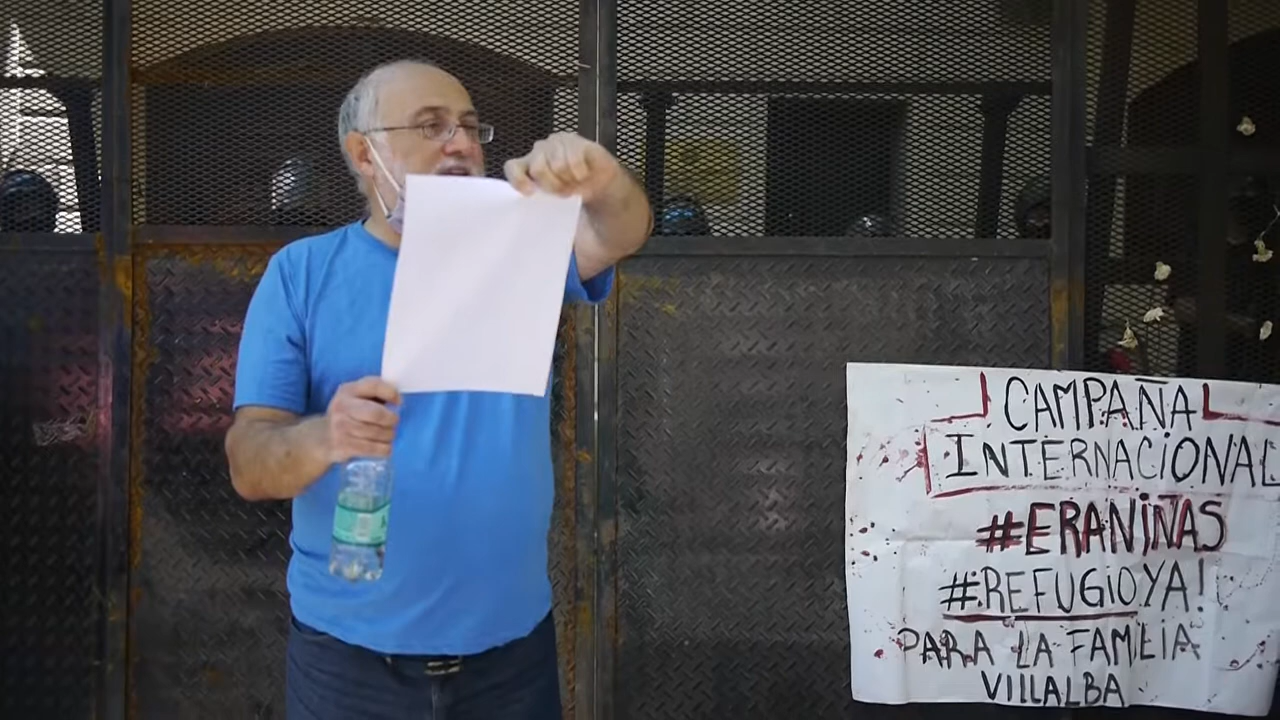 CAMPAÑA
INTERNACIONAL
#ERANIÑAS
#REFUGIOYA!
PARA LA FAMILIA
VILLALBA